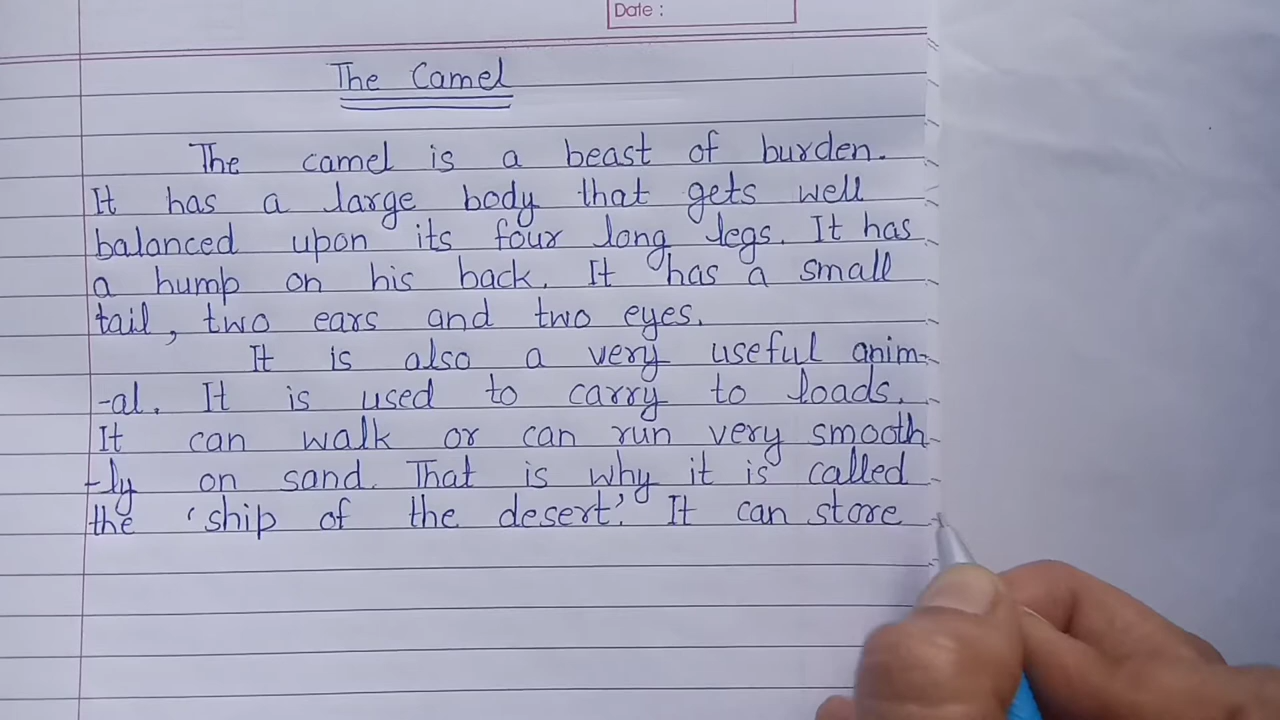 Date :
The Camel
The camel is a beast of burden.
It has a large body that gets well
balanced upon its four long legs. It has
a hump on his back. It has a small
tail, two ears and two eyes.
It is also a very useful anim-
-al. It is used to carry to loads.
It can walk or can run very smooth-
-ly on sand. That is why it is called
the 'ship of the desert'. It can store